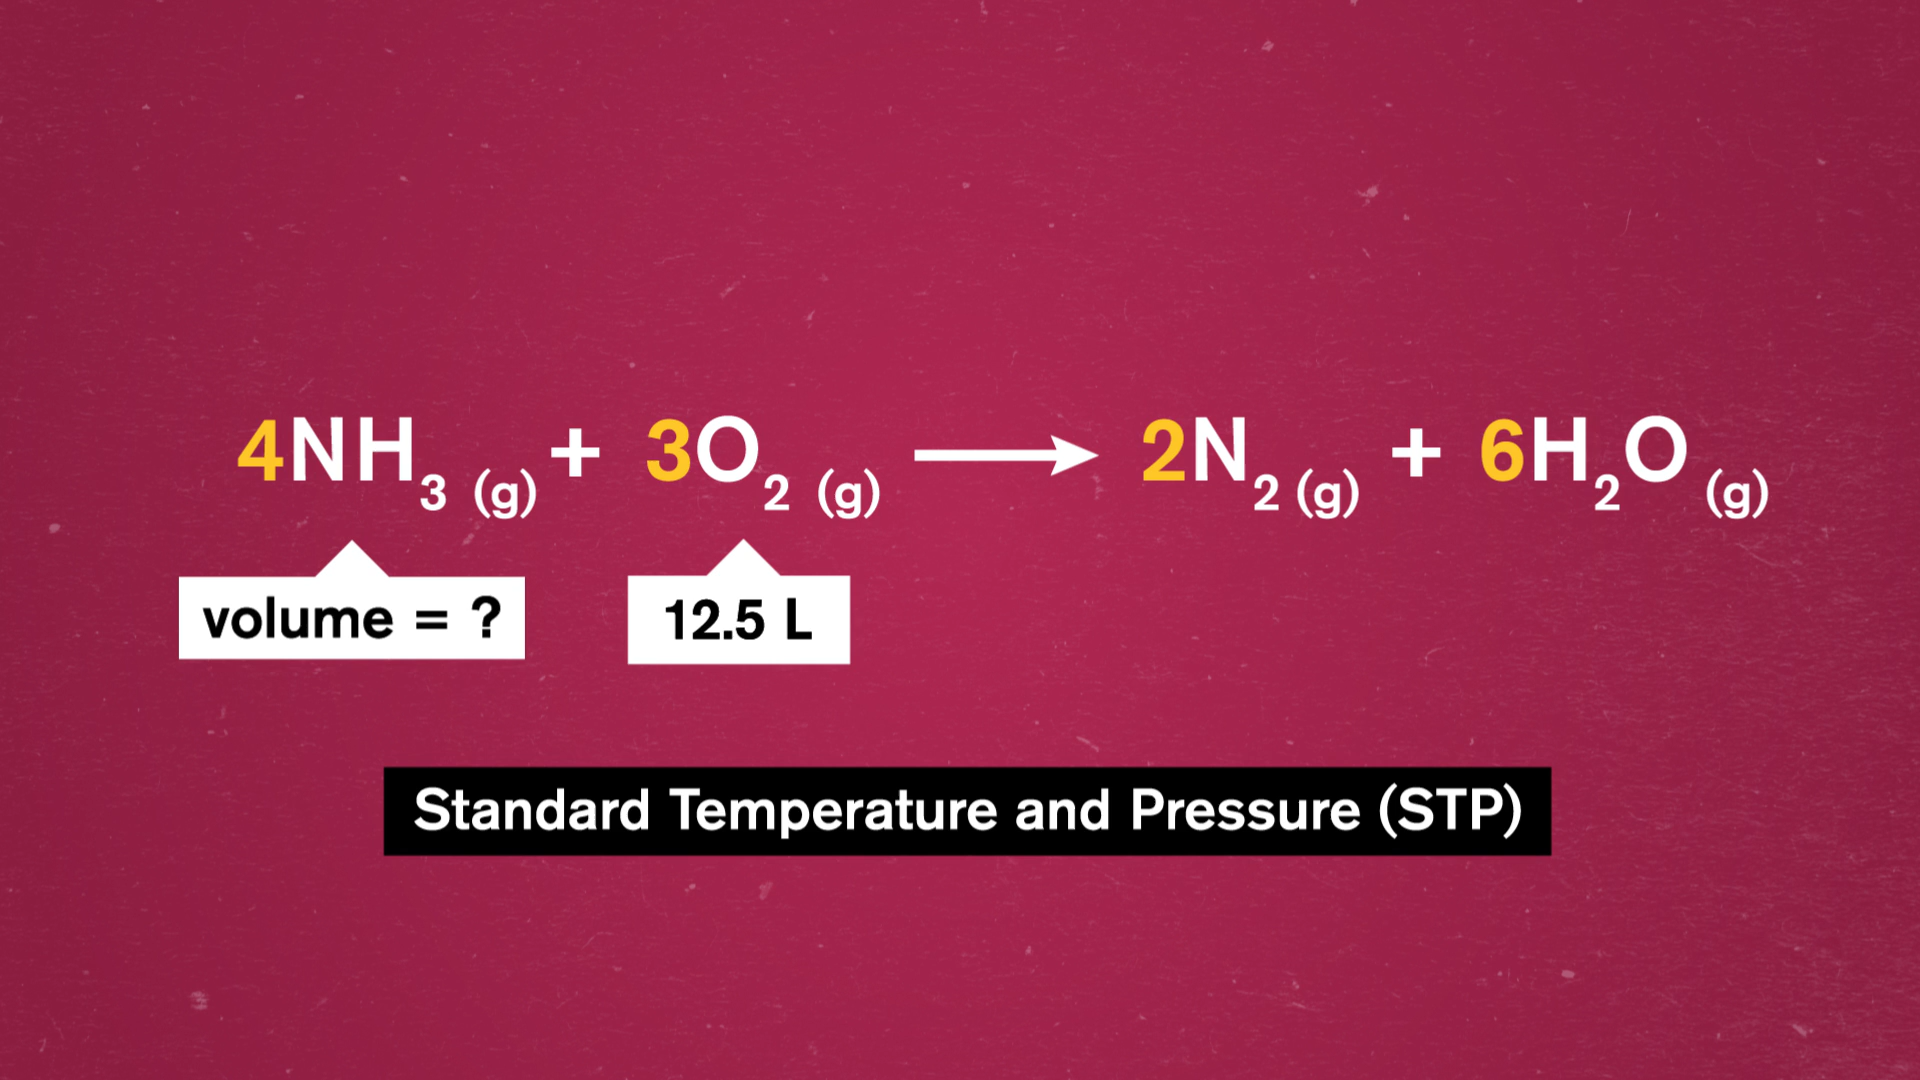 4NH₃ (g) + 3O₂ (g) → 2N₂ (g) + 6H₂O (g)
volume = ?
12.5 L
Standard Temperature and Pressure (STP)